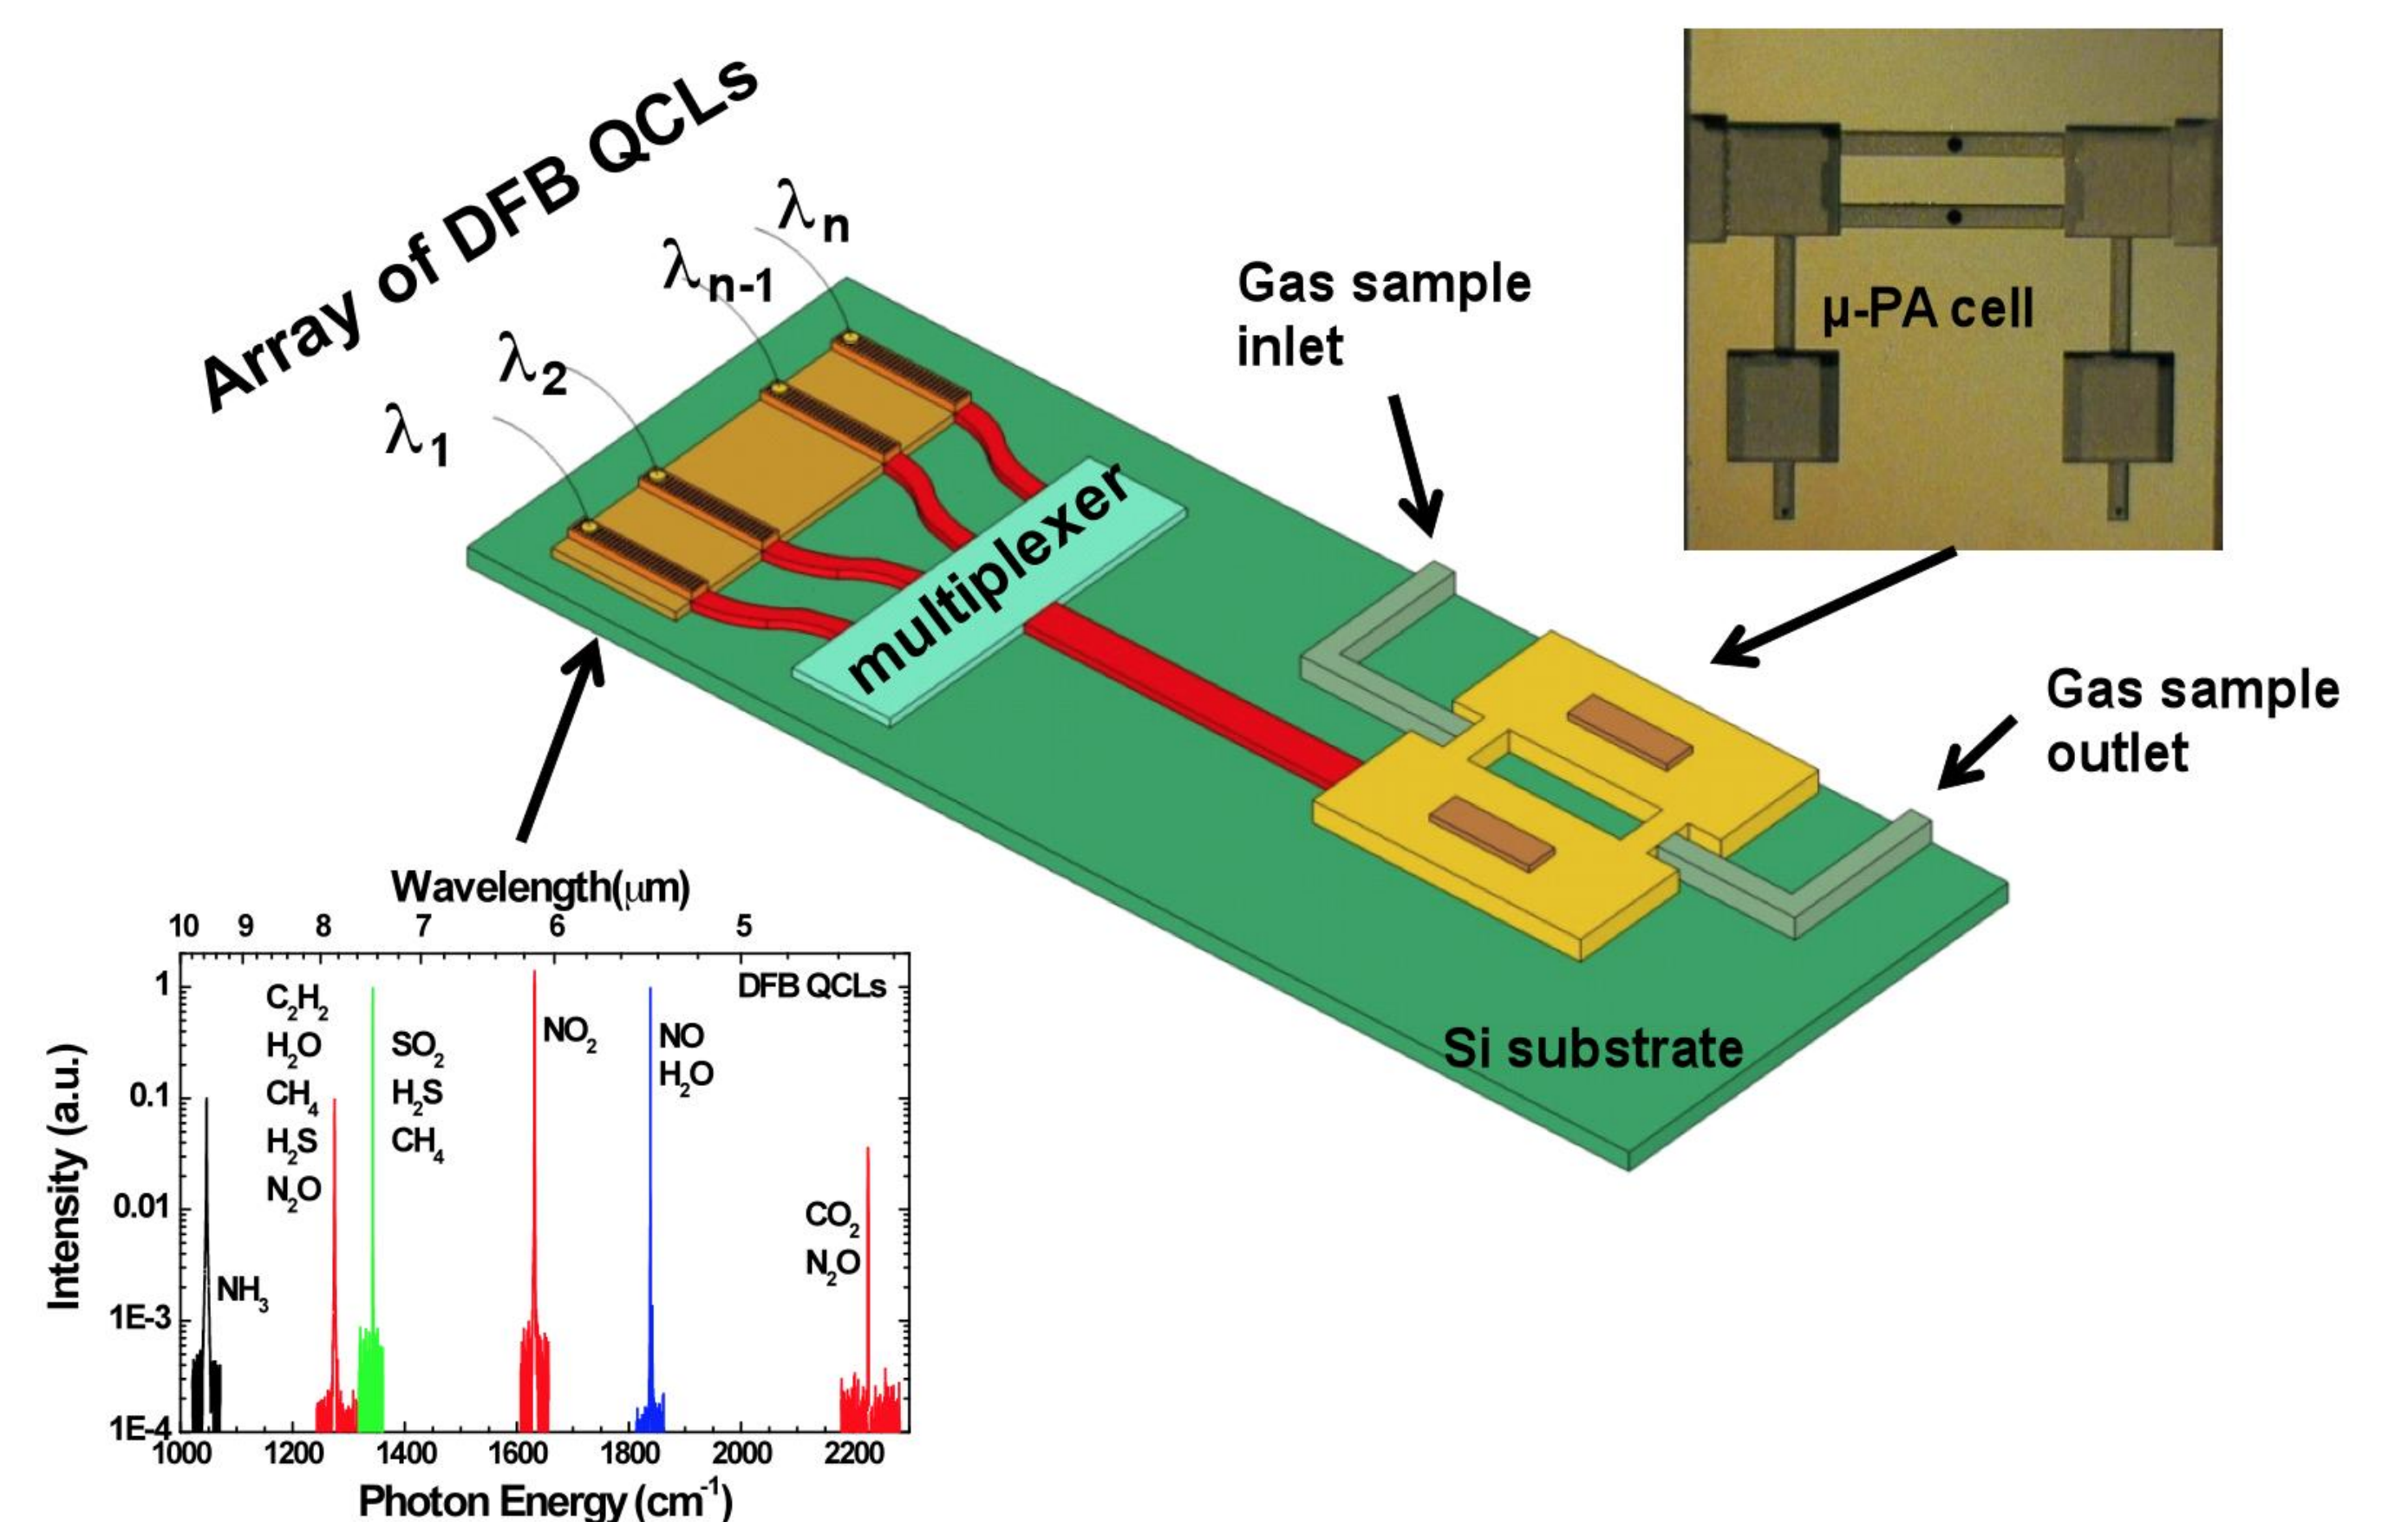 Array of DFB QCLs
λ1
λ2
λn-1
λn
multiplexer
Gas sample
inlet
μ-PA cell
Gas sample
outlet
Si substrate
Wavelength(μm)
10 9 8 7 6 5
DFB QCLs
Intensity (a.u.)
1
0.1
0.01
1E-3
1E-4
NH3
C2H2
H2O
CH4
H2S
N2O
SO2
H2S
CH4
NO2
NO
H2O
CO2
N2O
1000 1200 1400 1600 1800 2000 2200
Photon Energy (cm-1)